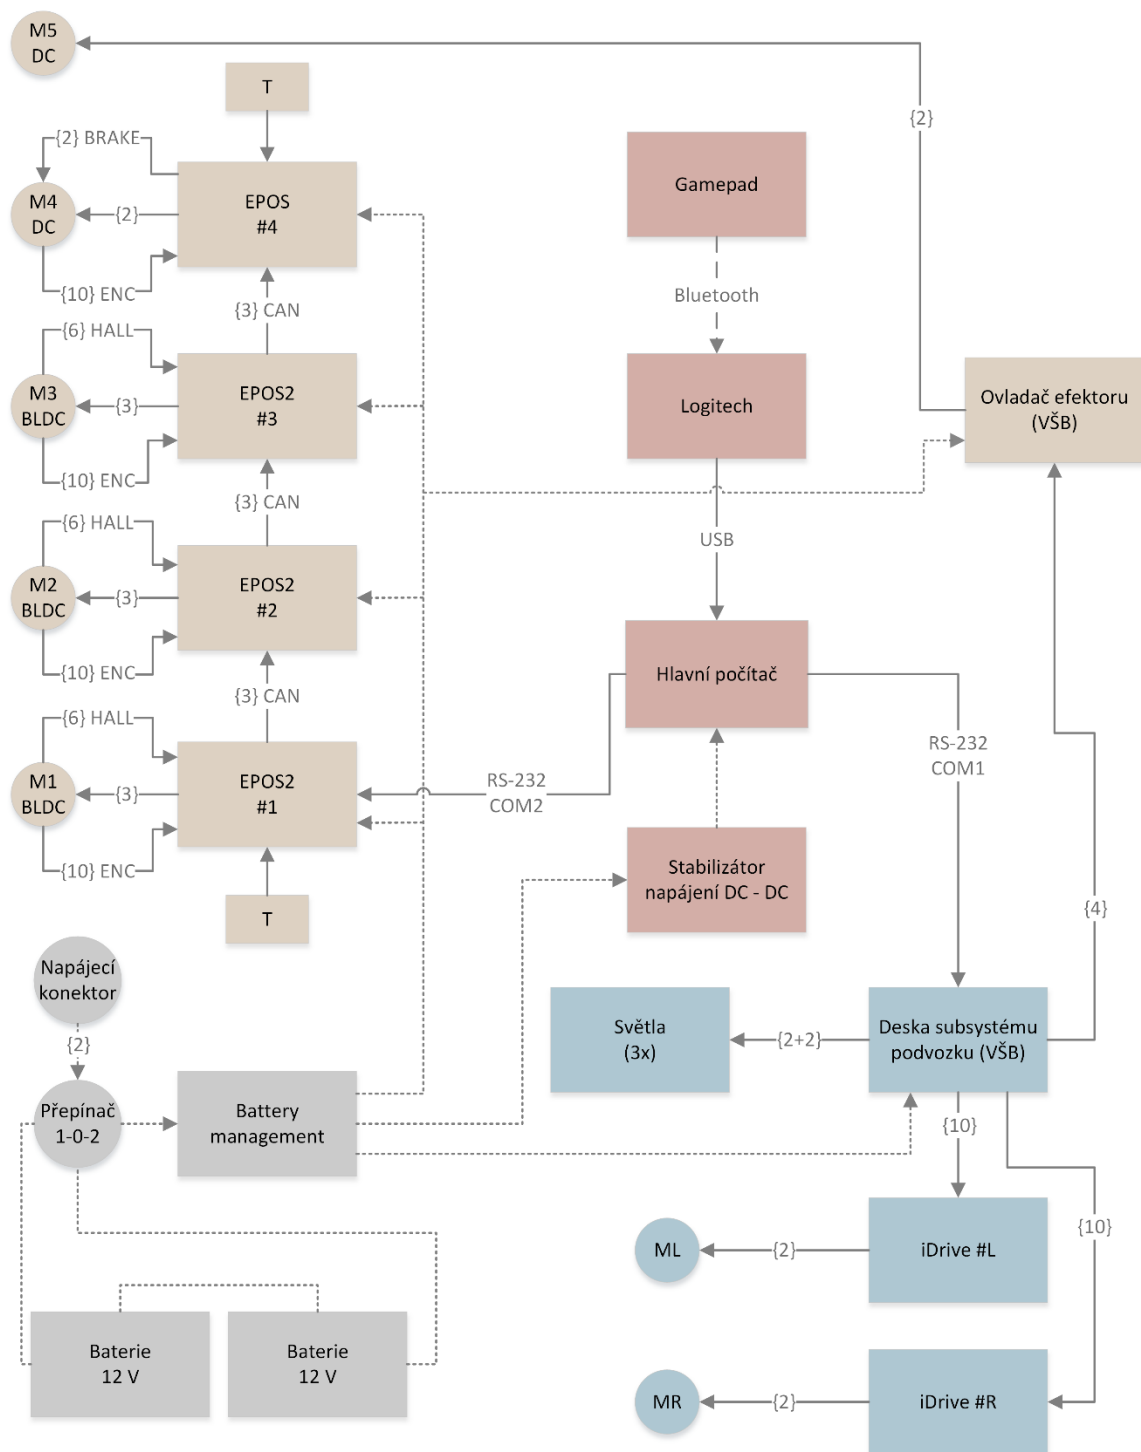 M5
DC
T
{2}
{2} BRAKE
Gamepad
M4
DC
{2}
EPOS
#4
{10} ENC
Bluetooth
{3} CAN
{6} HALL
M3
BLDC
{3}
EPOS2
#3
Logitech
Ovladač efektoru
(VŠB)
{10} ENC
{3} CAN
{6} HALL
USB
M2
BLDC
{3}
EPOS2
#2
{10} ENC
Hlavní počítač
{3} CAN
{6} HALL
RS-232
COM1
M1
BLDC
{3}
EPOS2
#1
RS-232
COM2
{10} ENC
Stabilizátor
napájení DC - DC
{4}
T
Napájecí
konektor
{2}
Světla
(3x)
{2+2}
Deska subsystému
podvozku (VŠB)
Přepínač
1-0-2
Battery
management
{10}
{10}
ML
{2}
iDrive #L
Baterie
12 V
Baterie
12 V
MR
{2}
iDrive #R